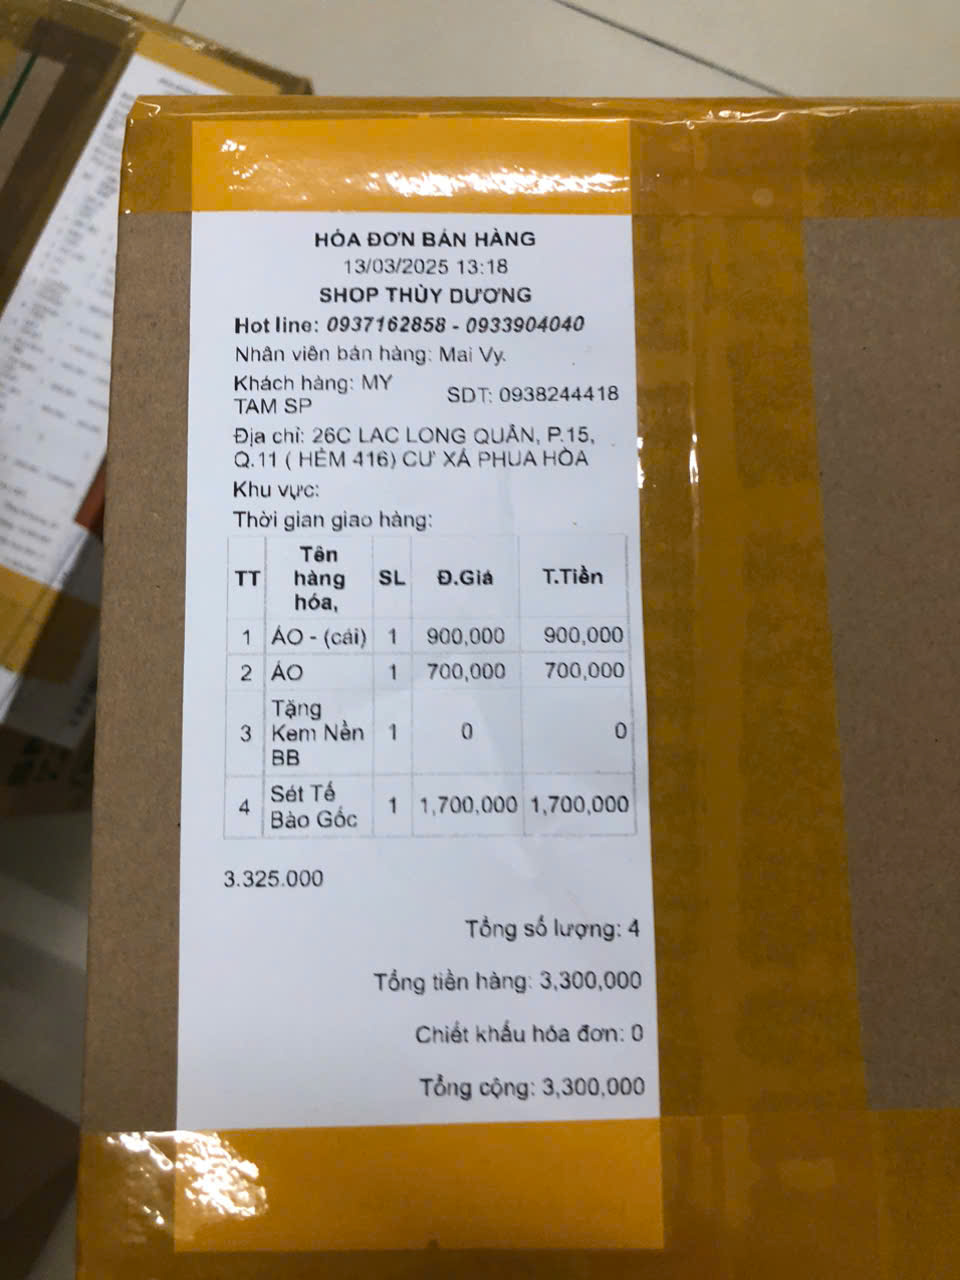 HÓA ĐƠN BÁN HÀNG
13/03/2025 13:18
SHOP THÙY DƯƠNG
Hot line: 0937162858 - 0933904040
Nhân viên bán hàng: Mai Vy.
Khách hàng: MY
TAM SP
SDT: 0938244418
Địa chỉ: 26C LAC LONG QUÂN, P.15,
Q.11 ( HẺM 416) CƯ XÁ PHUA HÒA
Khu vực:
Thời gian giao hàng:
TT Tên hàng hóa, SL Đ.Giá T.Tiền
1 ÁO - (cái) 1 900,000 900,000
2 ÁO 1 700,000 700,000
3 Tặng Kem Nền BB 1 0 0
4 Sét Tế Bào Gốc 1 1,700,000 1,700,000
3.325.000
Tổng số lượng: 4
Tổng tiền hàng: 3,300,000
Chiết khấu hóa đơn: 0
Tổng cộng: 3,300,000